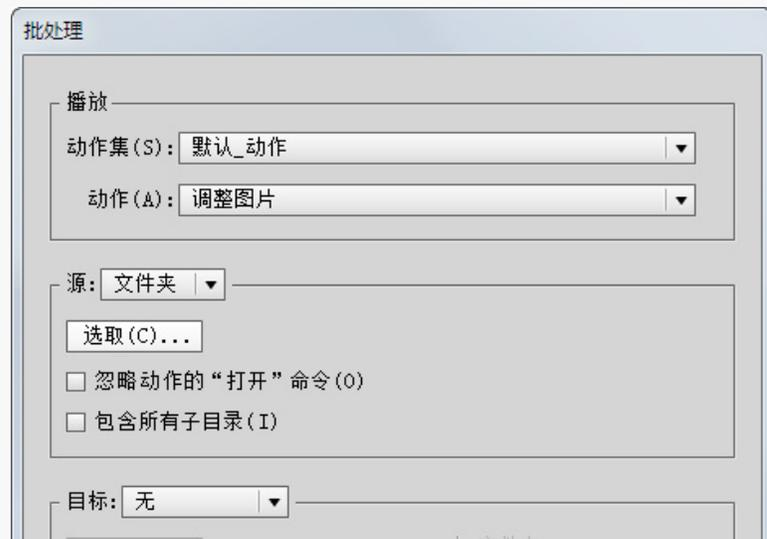 批处理
播放
动作集(S): 默认_动作
动作(A): 调整图片
源: 文件夹
选取(C)...
忽略动作的“打开”命令(O)
包含所有子目录(I)
目标: 无